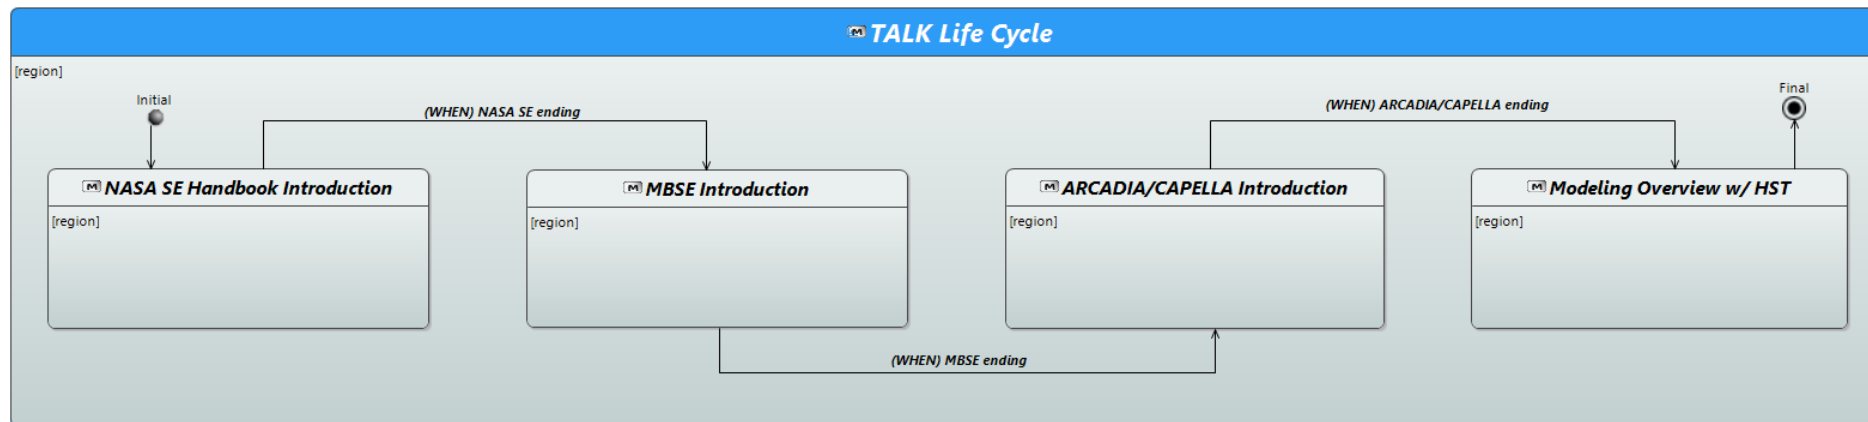 TALK Life Cycle
[region]
Initial
Final
(WHEN) NASA SE ending
(WHEN) ARCADIA/CAPELLA ending
M NASA SE Handbook Introduction
M MBSE Introduction
M ARCADIA/CAPELLA Introduction
M Modeling Overview w/ HST
[region]
[region]
[region]
[region]
(WHEN) MBSE ending